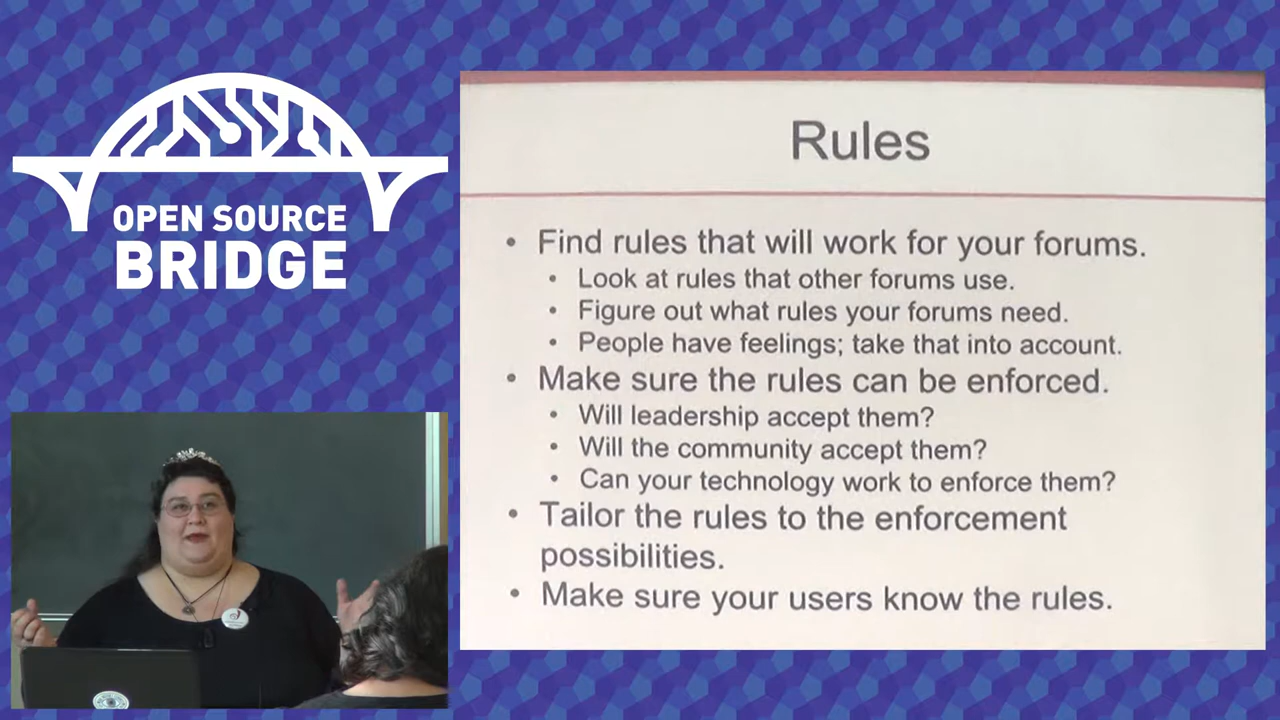 OPEN SOURCE
BRIDGE
Rules
• Find rules that will work for your forums.
• Look at rules that other forums use.
• Figure out what rules your forums need.
• People have feelings; take that into account.
• Make sure the rules can be enforced.
• Will leadership accept them?
• Will the community accept them?
• Can your technology work to enforce them?
• Tailor the rules to the enforcement
possibilities.
• Make sure your users know the rules.